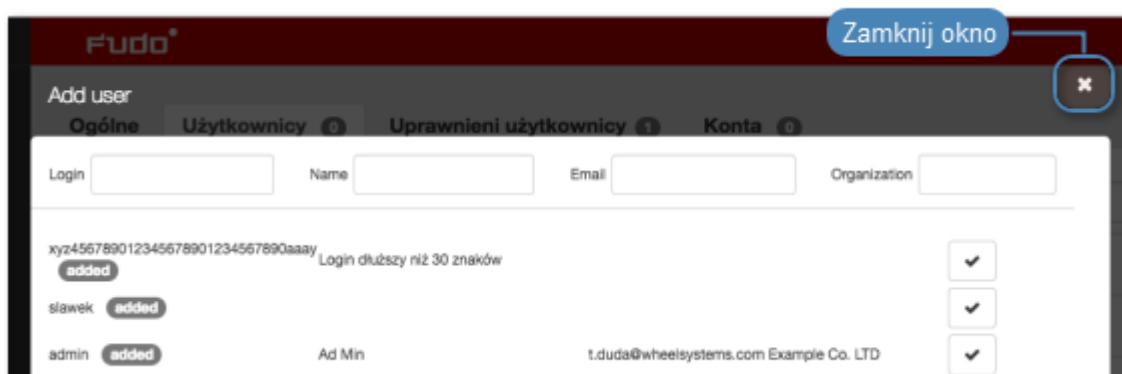 Fudo
Zamknij okno
Add user
Ogólne Użytkownicy 0 Uprawnieni użytkownicy 1 Konta 0
Login Name Email Organization
xyz456789012345678901234567890aaay Login dłuższy niż 30 znaków
added
slawek added
admin added Ad Min t.duda@wheelsystems.com Example Co. LTD